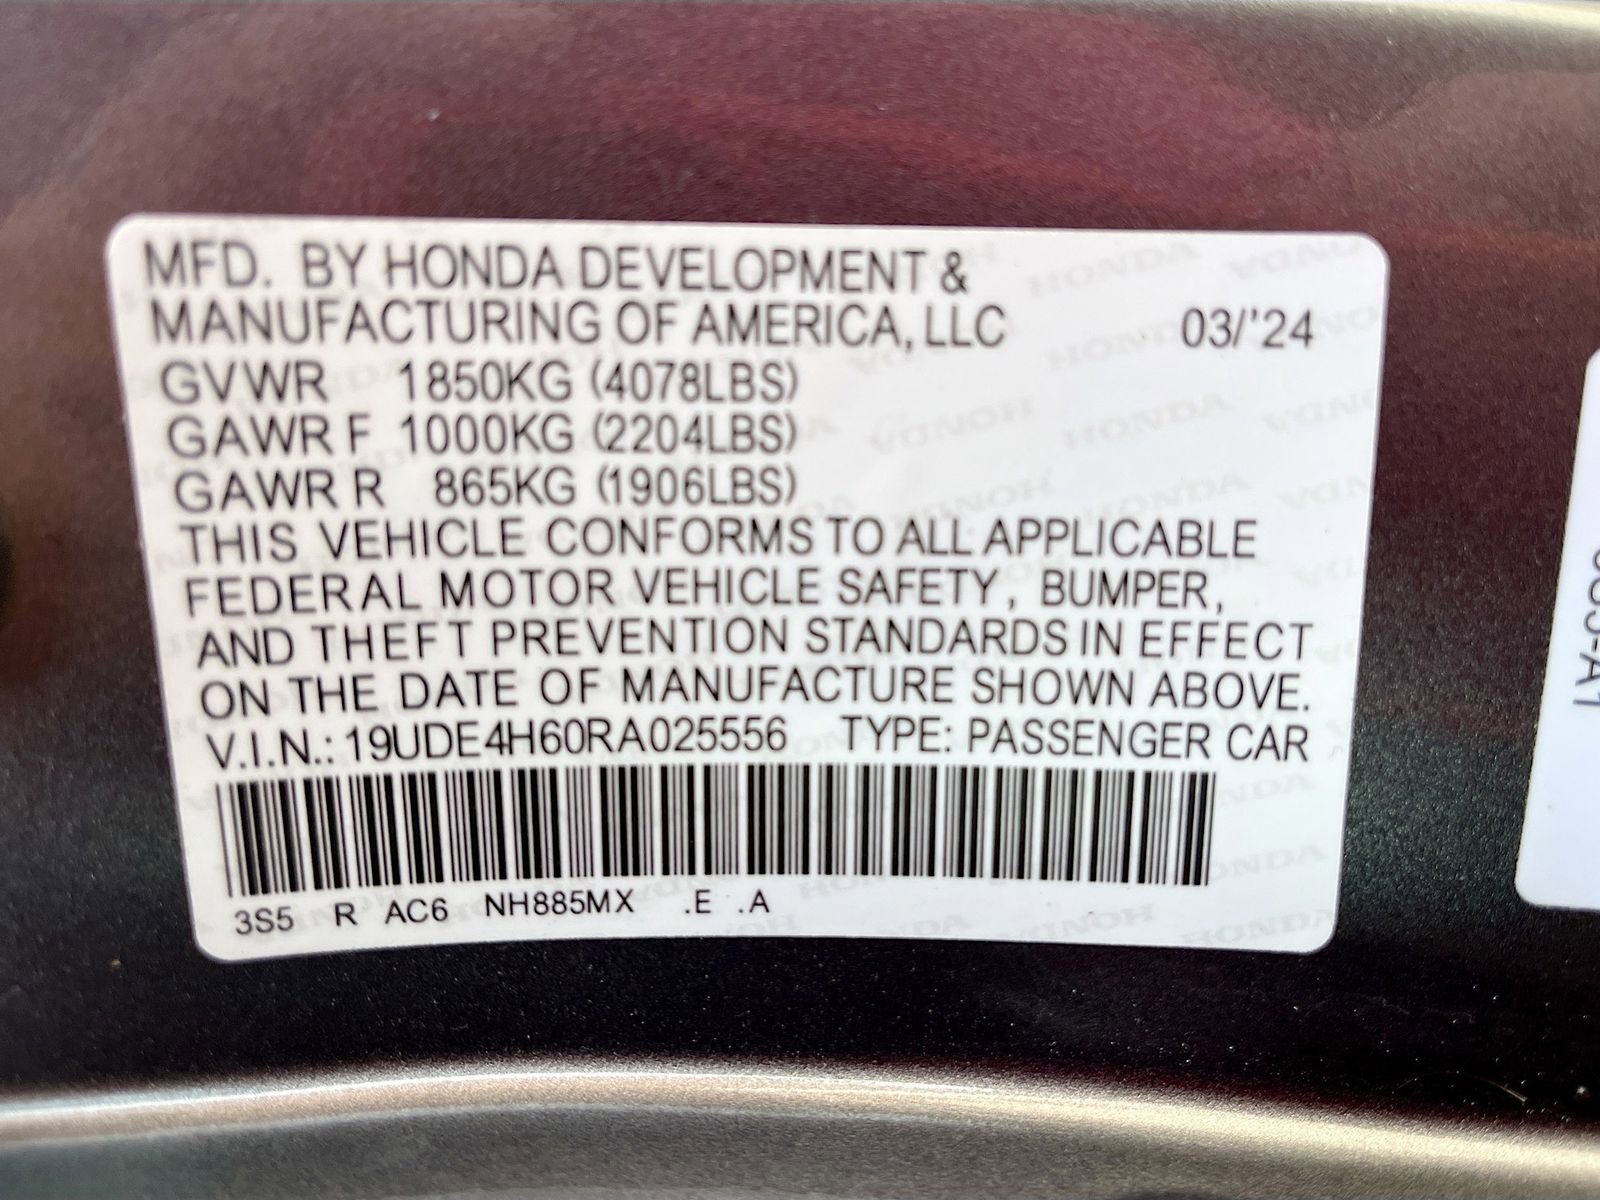 MFD. BY HONDA DEVELOPMENT &
MANUFACTURING OF AMERICA, LLC 03/'24
GVWR 1850KG (4078LBS)
GAWR F 1000KG (2204LBS)
GAWR R 865KG (1906LBS)
THIS VEHICLE CONFORMS TO ALL APPLICABLE
FEDERAL MOTOR VEHICLE SAFETY, BUMPER,
AND THEFT PREVENTION STANDARDS IN EFFECT
ON THE DATE OF MANUFACTURE SHOWN ABOVE.
V.I.N.: 19UDE4H60RA025556 TYPE: PASSENGER CAR
3S5 R AC6 NH885MX .E .A